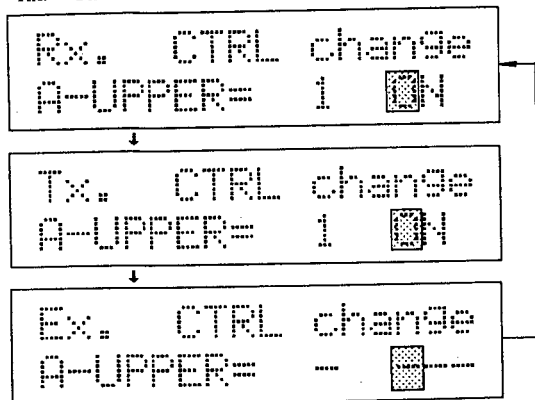 Rx. CTRL change
A-UPPER= 1 ON
Tx. CTRL change
A-UPPER= 1 ON
Ex. CTRL change
A-UPPER= - ----